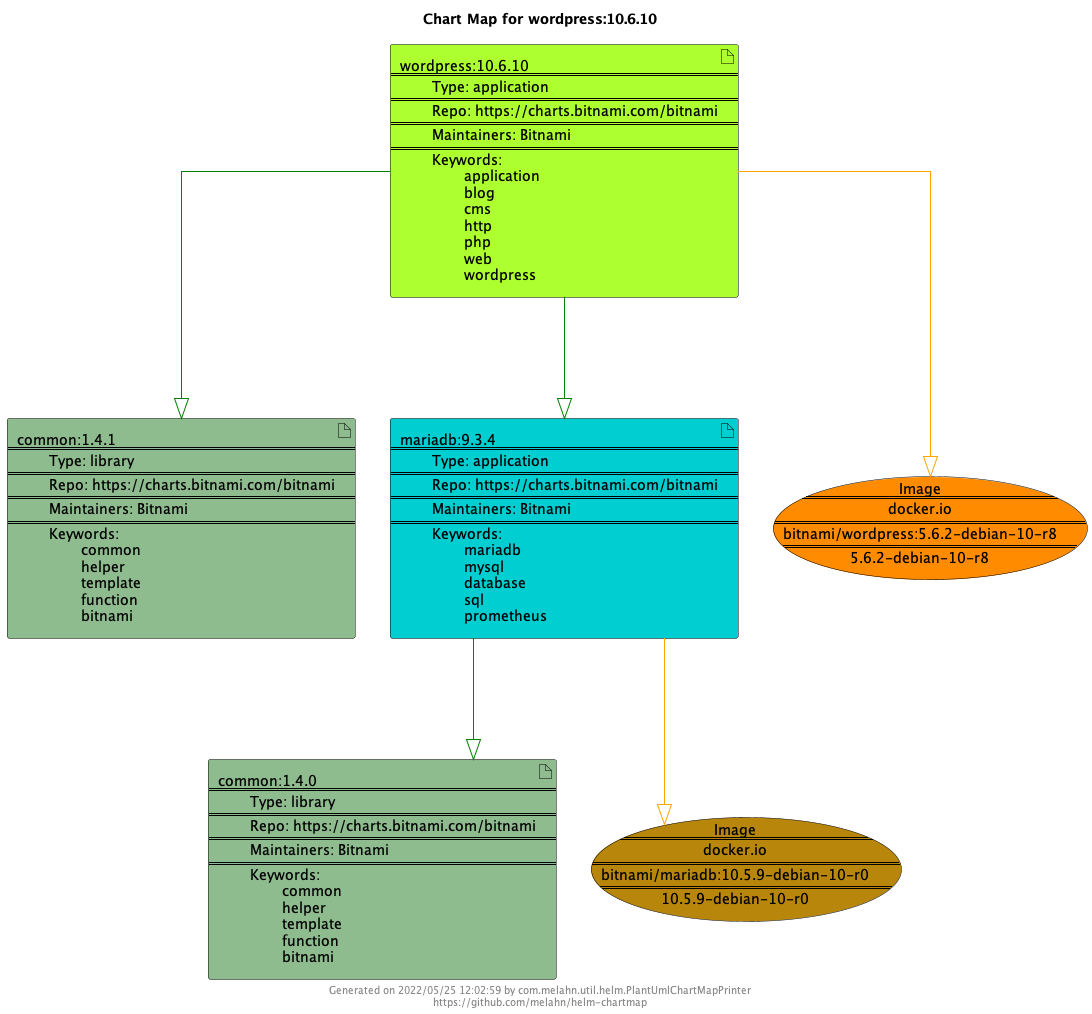 Chart Map for wordpress:10.6.10
wordpress:10.6.10
Type: application
Repo: https://charts.bitnami.com/bitnami
Maintainers: Bitnami
Keywords:
application
blog
cms
http
php
web
wordpress
common:1.4.1
Type: library
Repo: https://charts.bitnami.com/bitnami
Maintainers: Bitnami
Keywords:
common
helper
template
function
bitnami
mariadb:9.3.4
Type: application
Repo: https://charts.bitnami.com/bitnami
Maintainers: Bitnami
Keywords:
mariadb
mysql
database
sql
prometheus
Image
docker.io
bitnami/wordpress:5.6.2-debian-10-r8
5.6.2-debian-10-r8
common:1.4.0
Type: library
Repo: https://charts.bitnami.com/bitnami
Maintainers: Bitnami
Keywords:
common
helper
template
function
bitnami
Image
docker.io
bitnami/mariadb:10.5.9-debian-10-r0
10.5.9-debian-10-r0
Generated on 2022/05/25 12:02:59 by com.melahn.util.helm.PlantUmlChartMapPrinter
https://github.com/melahn/helm-chartmap